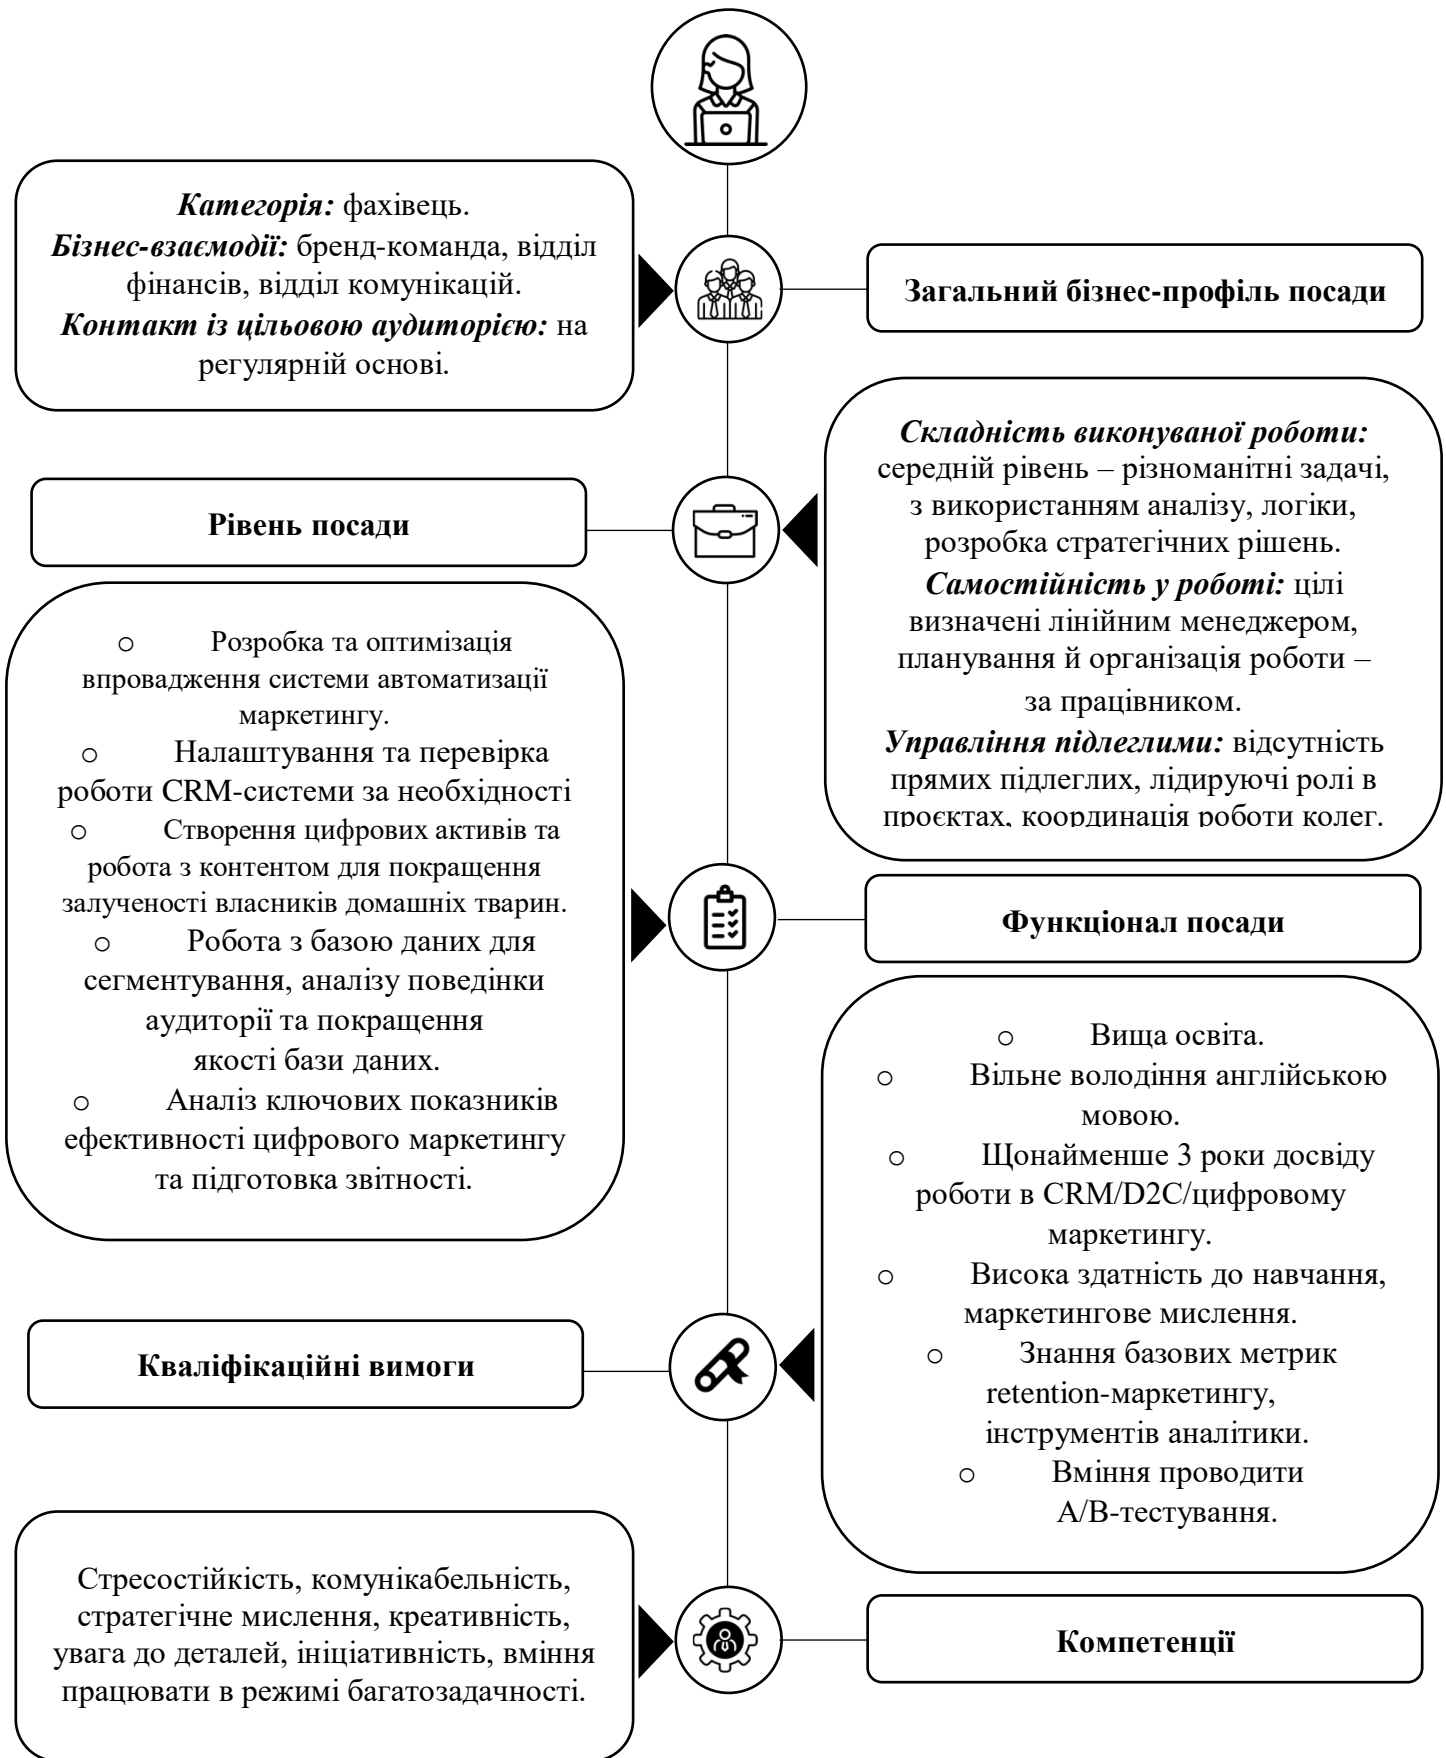 Категорія: фахівець.
Бізнес-взаємодії: бренд-команда, відділ
фінансів, відділ комунікацій.
Контакт із цільовою аудиторією: на
регулярній основі.
Загальний бізнес-профіль посади
Рівень посади
Складність виконуваної роботи:
середній рівень – різноманітні задачі,
з використанням аналізу, логіки,
розробка стратегічних рішень.
Самостійність у роботі: цілі
визначені лінійним менеджером,
планування й організація роботи –
за працівником.
Управління підлеглими: відсутність
прямих підлеглих, лідируючі ролі в
проєктах, координація роботи колег.
o Розробка та оптимізація
впровадження системи автоматизації
маркетингу.
o Налаштування та перевірка
роботи CRM-системи за необхідності
o Створення цифрових активів та
робота з контентом для покращення
залученості власників домашніх тварин.
o Робота з базою даних для
сегментування, аналізу поведінки
аудиторії та покращення
якості бази даних.
o Аналіз ключових показників
ефективності цифрового маркетингу
та підготовка звітності.
Функціонал посади
Кваліфікаційні вимоги
o Вища освіта.
o Вільне володіння англійською
мовою.
o Щонайменше 3 роки досвіду
роботи в CRM/D2C/цифровому
маркетингу.
o Висока здатність до навчання,
маркетингове мислення.
o Знання базових метрик
retention-маркетингу,
інструментів аналітики.
o Вміння проводити
A/B-тестування.
Стресостійкість, комунікабельність,
стратегічне мислення, креативність,
увага до деталей, ініціативність, вміння
працювати в режимі багатозадачності.
Компетенції